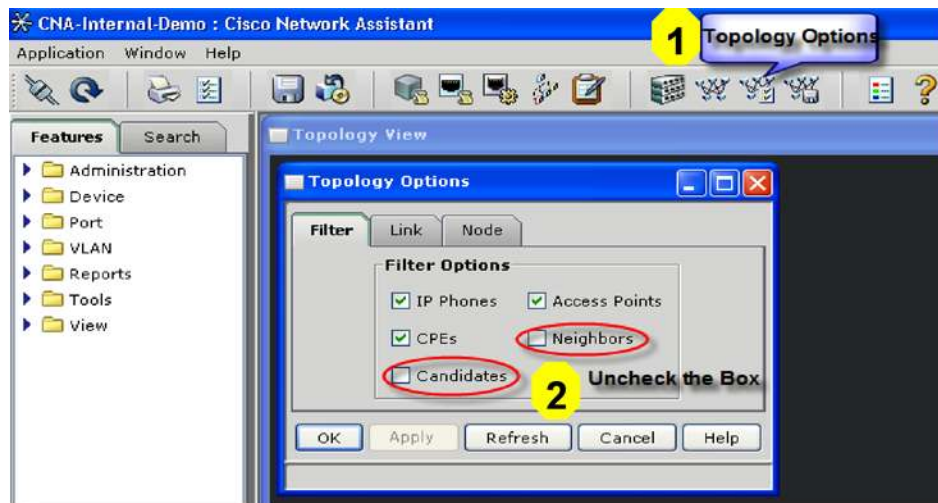 CNA-Internal-Demo : Cisco Network Assistant
1
Topology Options
Application Window Help
Features Search
Topology View
Administration
Device
Port
VLAN
Reports
Tools
View
Topology Options
Filter Link Node
Filter Options
IP Phones Access Points
CPEs Neighbors
Candidates
2 Uncheck the Box
OK Apply Refresh Cancel Help